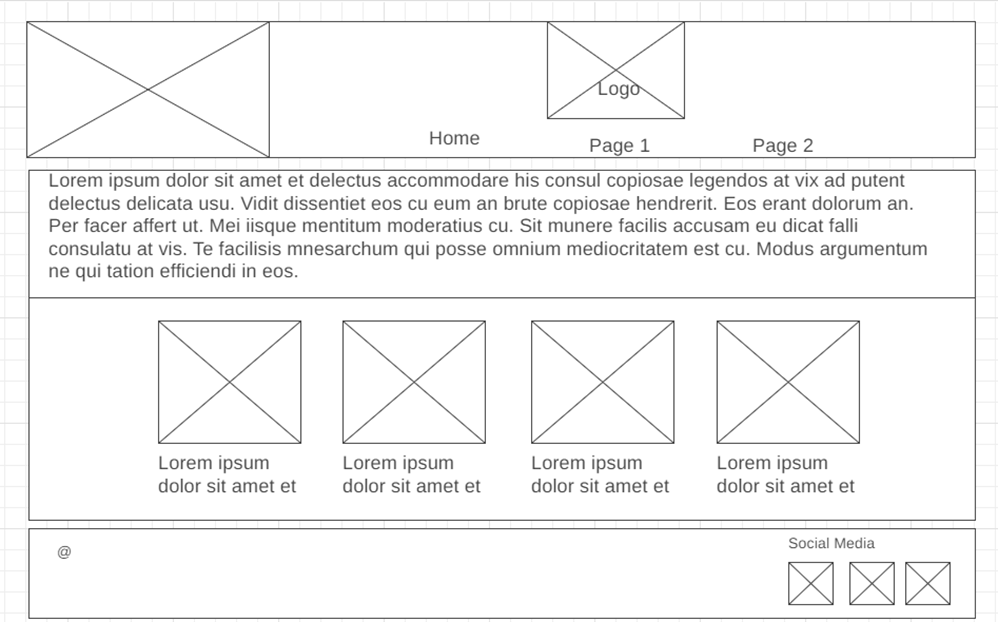 Logo
Home
Page 1
Page 2
Lorem ipsum dolor sit amet et delectus accommodare his consul copiosae legendos at vix ad putent
delectus delicata usu. Vidit dissentiet eos cu eum an brute copiosae hendrerit. Eos erant dolorum an.
Per facer affert ut. Mei iisque mentitum moderatius cu. Sit munere facilis accusam eu dicat falli
consulatu at vis. Te facilisis mnesarchum qui posse omnium mediocritatem est cu. Modus argumentum
ne qui tation efficiendi in eos.
Lorem ipsum
dolor sit amet et
Lorem ipsum
dolor sit amet et
Lorem ipsum
dolor sit amet et
Lorem ipsum
dolor sit amet et
@
Social Media